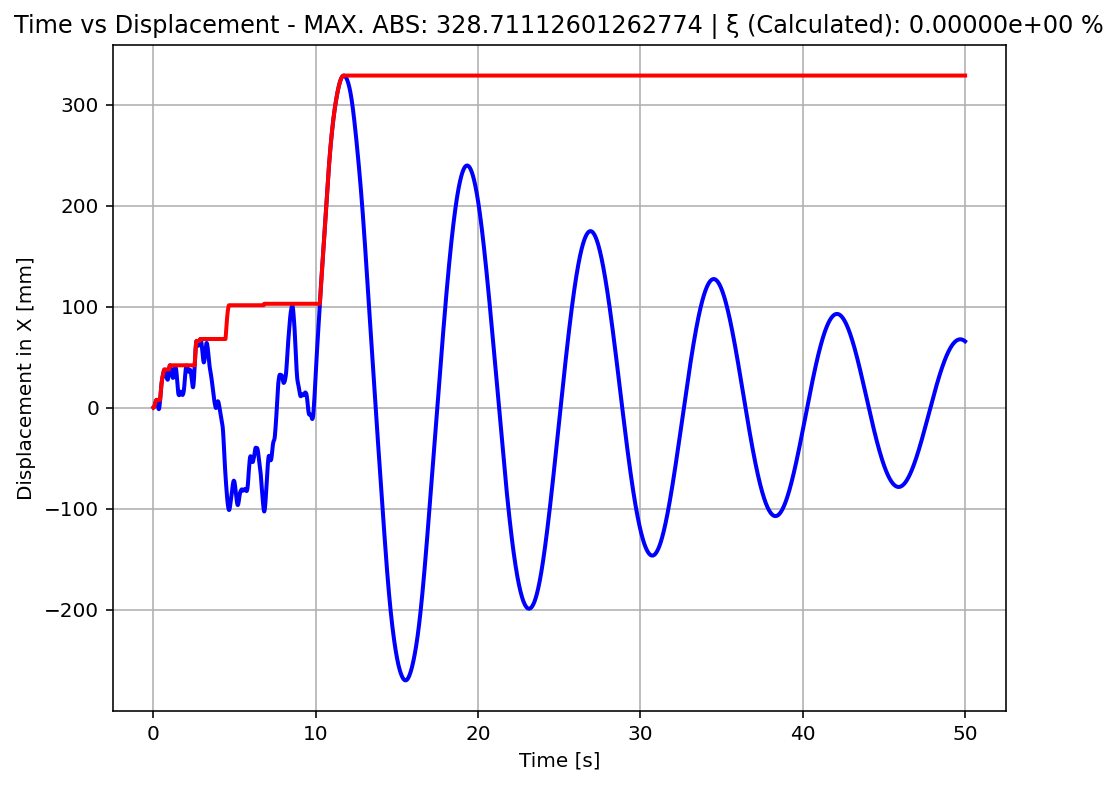 Time vs Displacement - MAX. ABS: 328.71112601262774 | ξ (Calculated): 0.00000e+00 %
Displacement in X [mm]
300
200
100
0
−100
−200
0 10 20 30 40 50
Time [s]